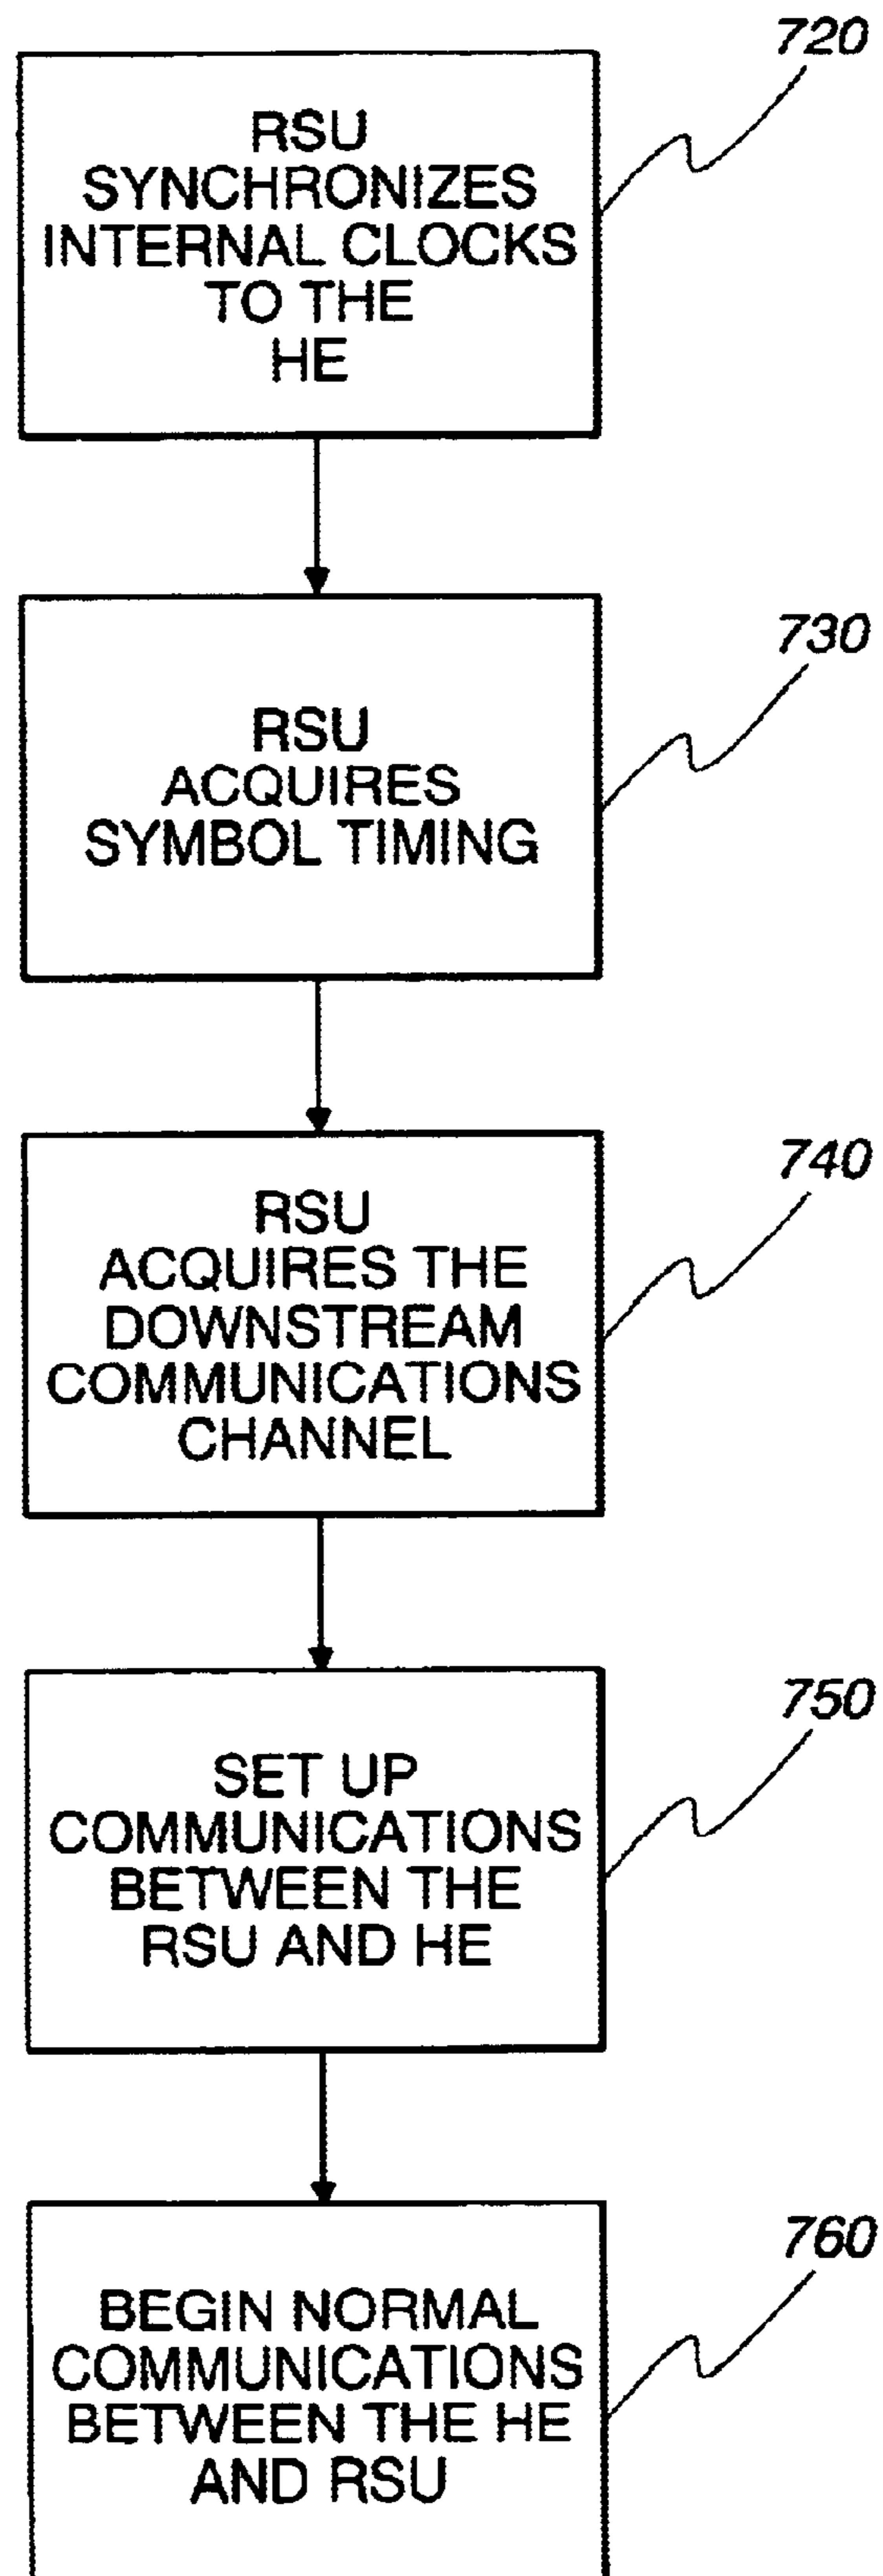 720
RSU
SYNCHRONIZES
INTERNAL CLOCKS
TO THE
HE
730
RSU
ACQUIRES
SYMBOL TIMING
740
RSU
ACQUIRES THE
DOWNSTREAM
COMMUNICATIONS
CHANNEL
750
SET UP
COMMUNICATIONS
BETWEEN THE
RSU AND HE
760
BEGIN NORMAL
COMMUNICATIONS
BETWEEN THE HE
AND RSU